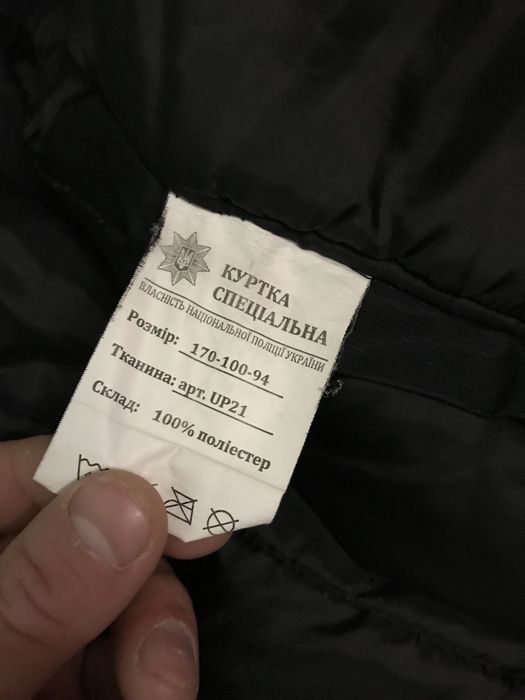 КУРТКА
СПЕЦІАЛЬНА
ВЛАСНІСТЬ НАЦІОНАЛЬНОЇ ПОЛІЦІЇ УКРАЇНИ
Розмір: 170-100-94
Тканина: арт. UP21
Склад: 100% поліестер